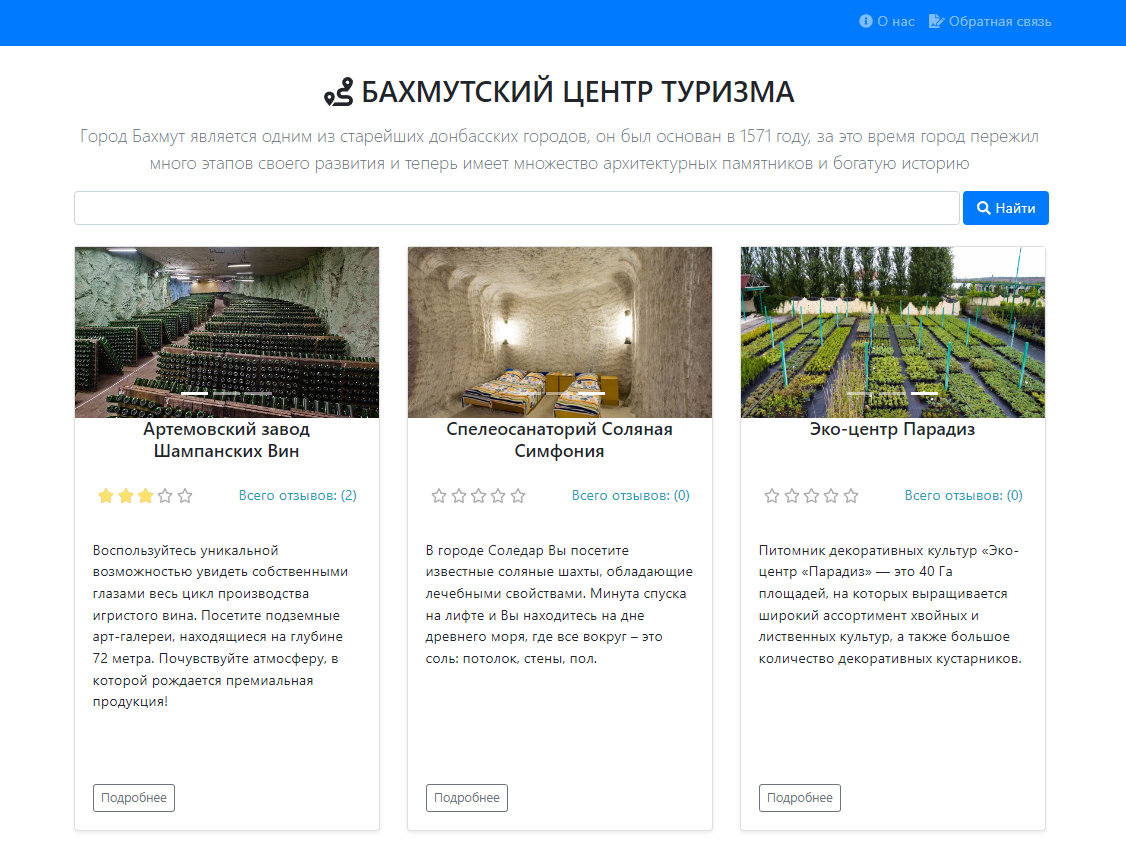 О нас
Обратная связь
БАХМУТСКИЙ ЦЕНТР ТУРИЗМА
Город Бахмут является одним из старейших донбасских городов, он был основан в 1571 году, за это время город пережил
много этапов своего развития и теперь имеет множество архитектурных памятников и богатую историю
Найти
Артемовский завод
Шампанских Вин
Всего отзывов: (2)
Воспользуйтесь уникальной
возможностью увидеть собственными
глазами весь цикл производства
игристого вина. Посетите подземные
арт-галереи, находящиеся на глубине
72 метра. Почувствуйте атмосферу, в
которой рождается премиальная
продукция!
Подробнее
Спелеосанаторий Соляная
Симфония
Всего отзывов: (0)
В городе Соледар Вы посетите
известные соляные шахты, обладающие
лечебными свойствами. Минута спуска
на лифте и Вы находитесь на дне
древнего моря, где все вокруг – это
соль: потолок, стены, пол.
Подробнее
Эко-центр Парадиз
Всего отзывов: (0)
Питомник декоративных культур «Эко-
центр «Парадиз» — это 40 Га
площадей, на которых выращивается
широкий ассортимент хвойных и
лиственных культур, а также большое
количество декоративных кустарников.
Подробнее